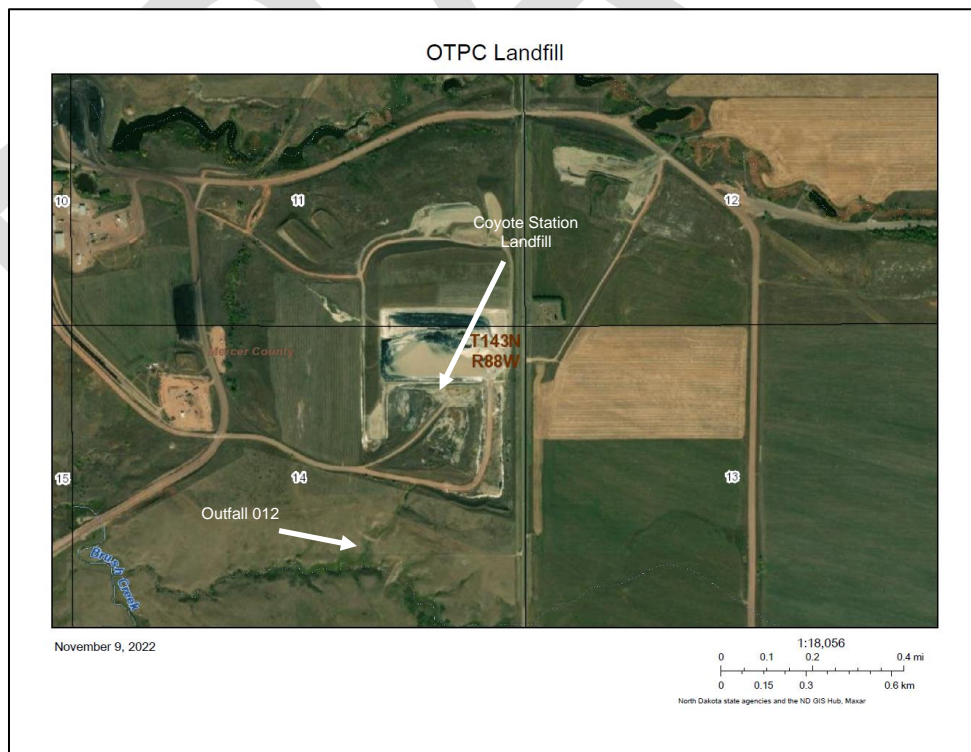 OTPC Landfill
10
11
12
Coyote Station
Landfill
T143N
R88W
Mercer County
15
14
13
Outfall 012
Brush Creek
November 9, 2022
1:18,056
0 0.1 0.2 0.4 mi
0 0.15 0.3 0.6 km
North Dakota state agencies and the ND GIS Hub, Maxar